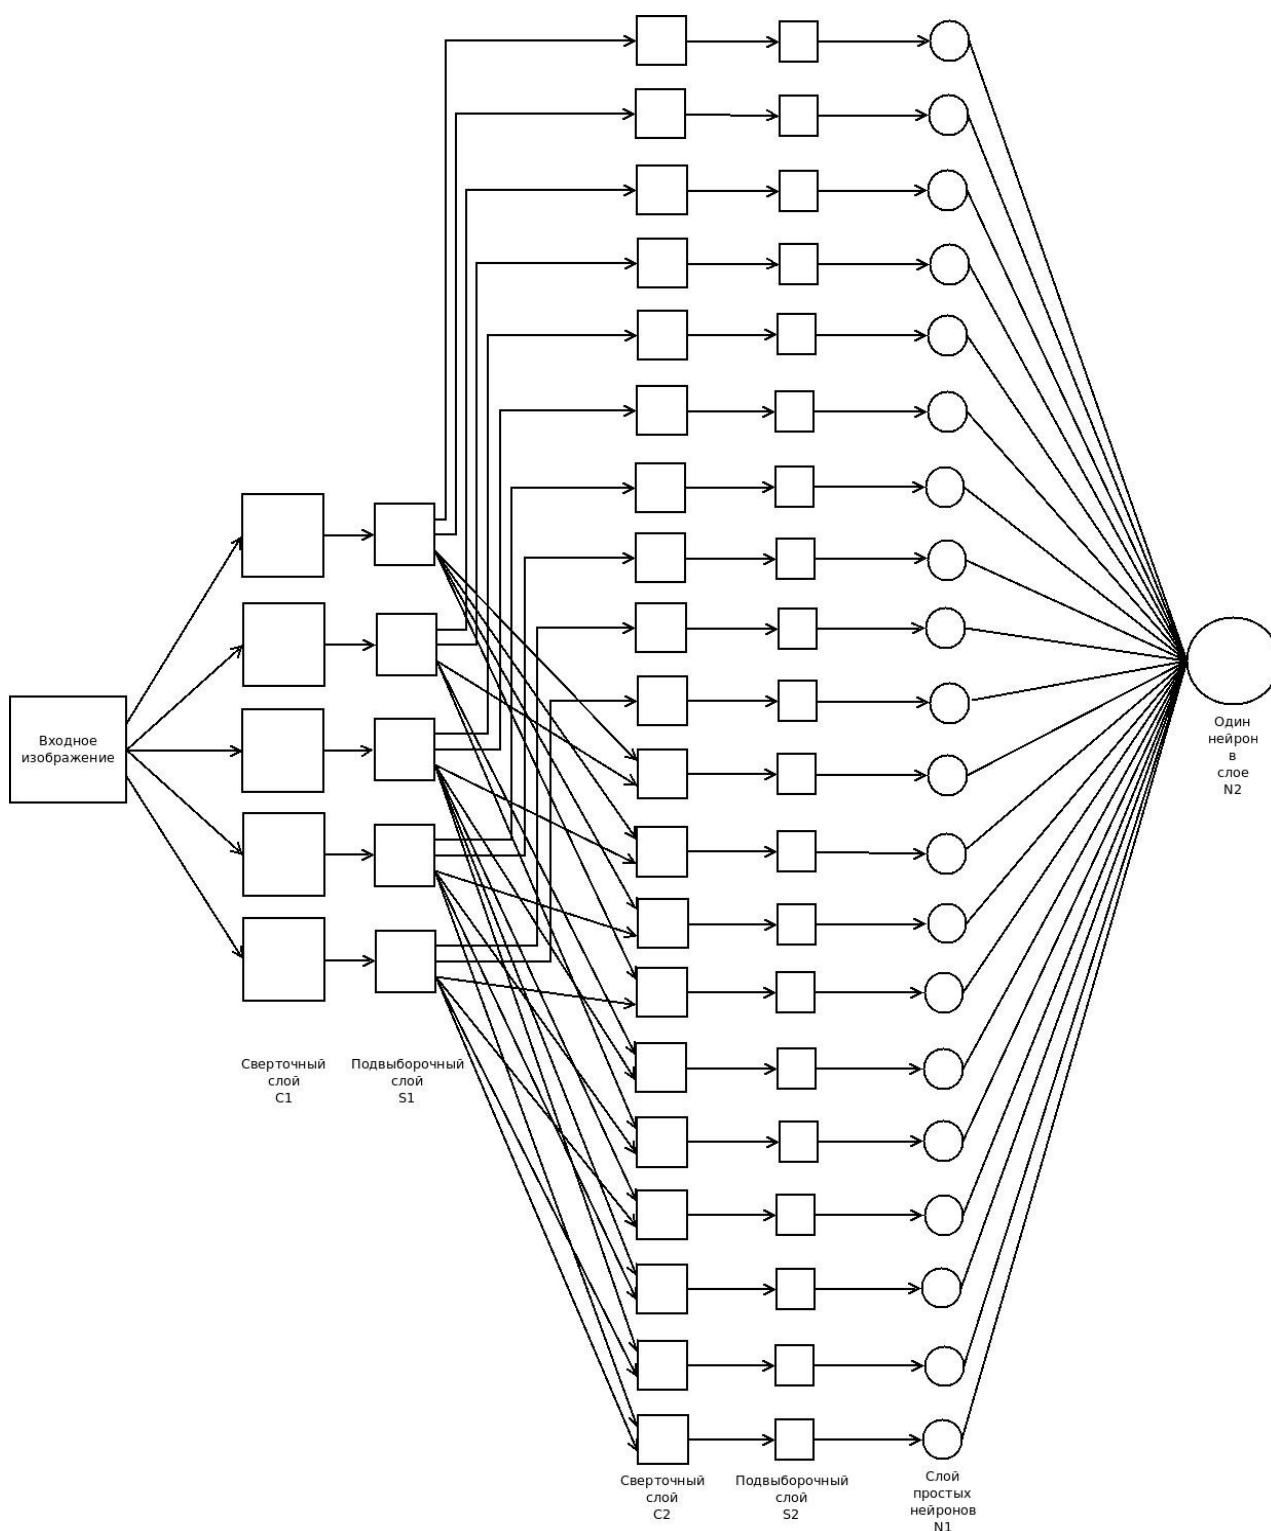 Входное
изображение
Сверточный
слой
C1
Подвыборочный
слой
S1
Сверточный
слой
C2
Подвыборочный
слой
S2
Слой
простых
нейронов
N1
Один
нейрон
в
слое
N2